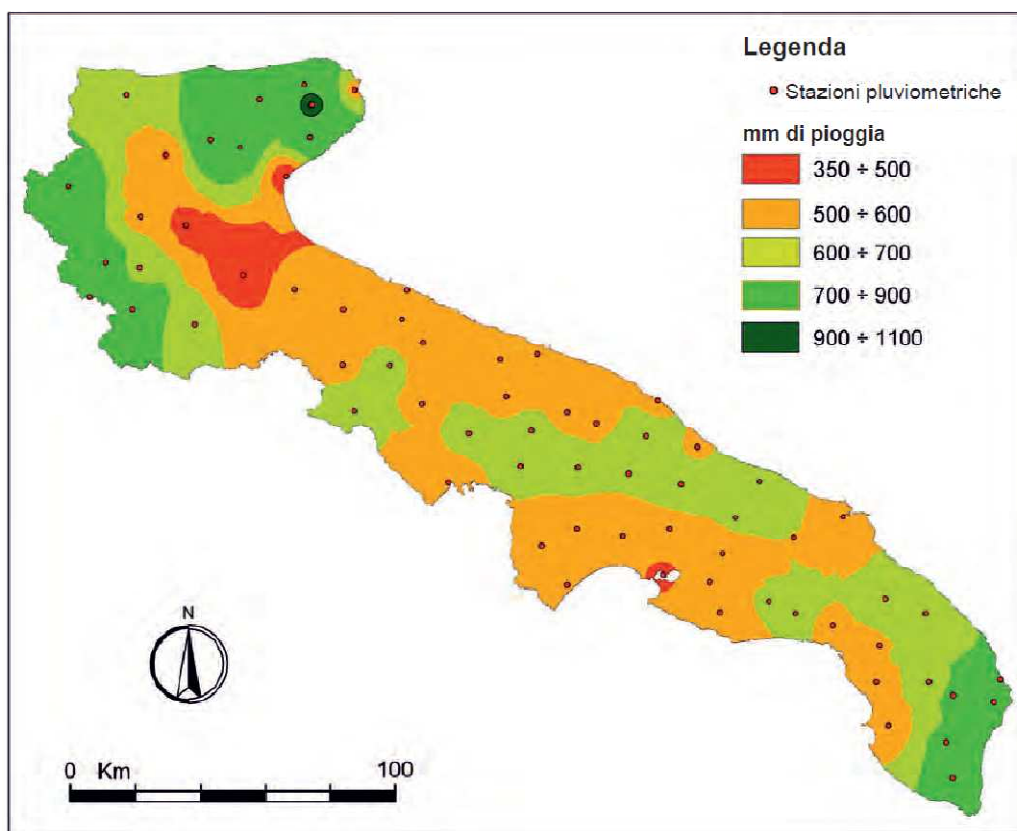 Legenda
Stazioni pluviometriche
mm di pioggia
350 ÷ 500
500 ÷ 600
600 ÷ 700
700 ÷ 900
900 ÷ 1100
N
0 Km 100